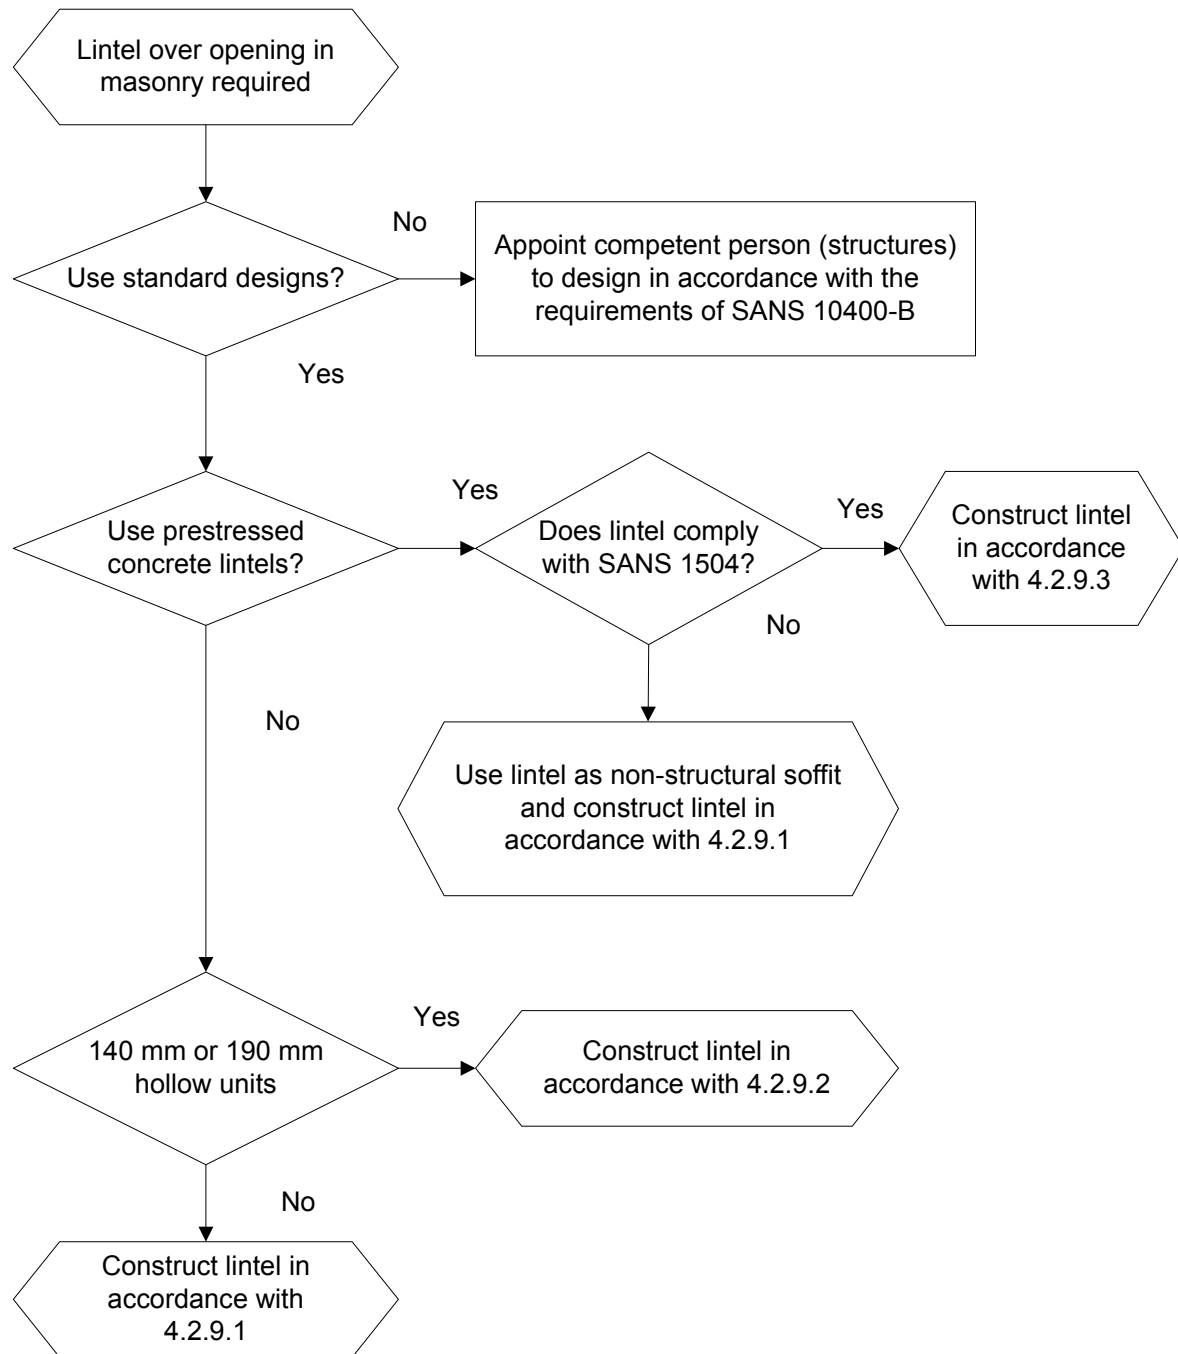 Lintel over opening in
masonry required
No
Use standard designs?
Appoint competent person (structures)
to design in accordance with the
requirements of SANS 10400-B
Yes
Use prestressed
concrete lintels?
Yes
Does lintel comply
with SANS 1504?
Yes
Construct lintel
in accordance
with 4.2.9.3
No
No
Use lintel as non-structural soffit
and construct lintel in
accordance with 4.2.9.1
140 mm or 190 mm
hollow units
Yes
Construct lintel in
accordance with 4.2.9.2
No
Construct lintel in
accordance with
4.2.9.1